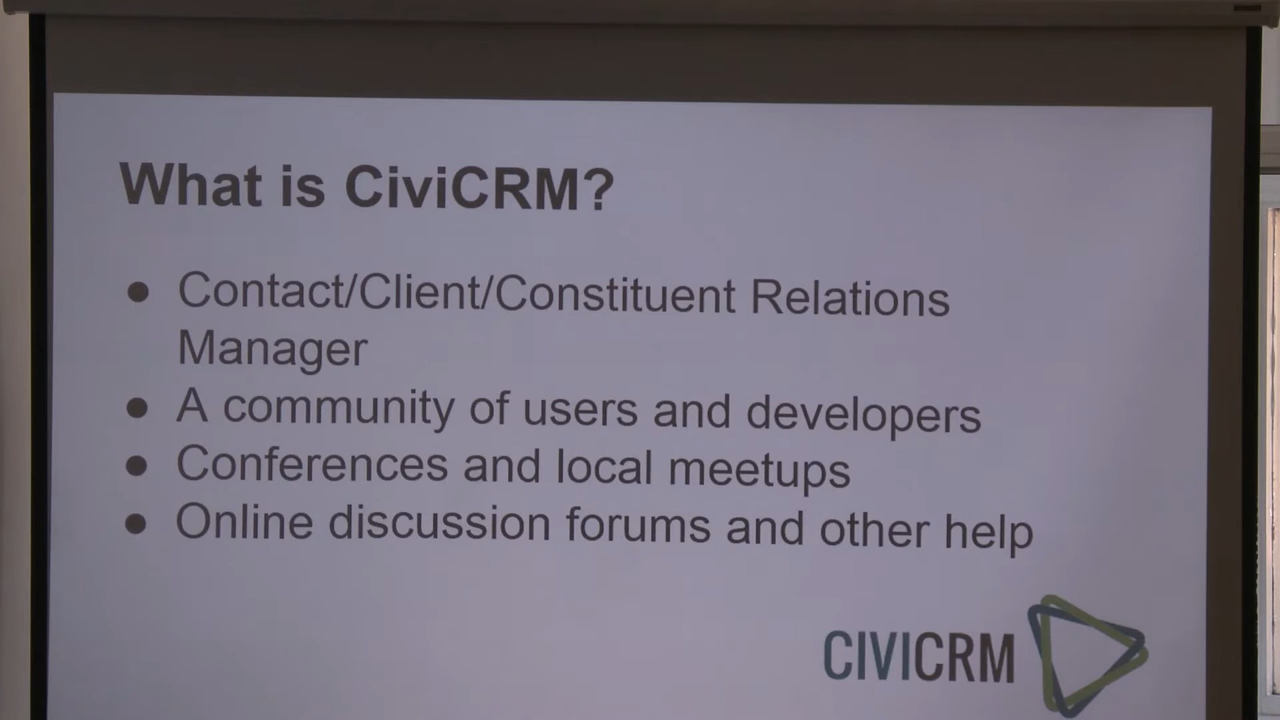 What is CiviCRM?
● Contact/Client/Constituent Relations
Manager
● A community of users and developers
● Conferences and local meetups
● Online discussion forums and other help
CIVICRM